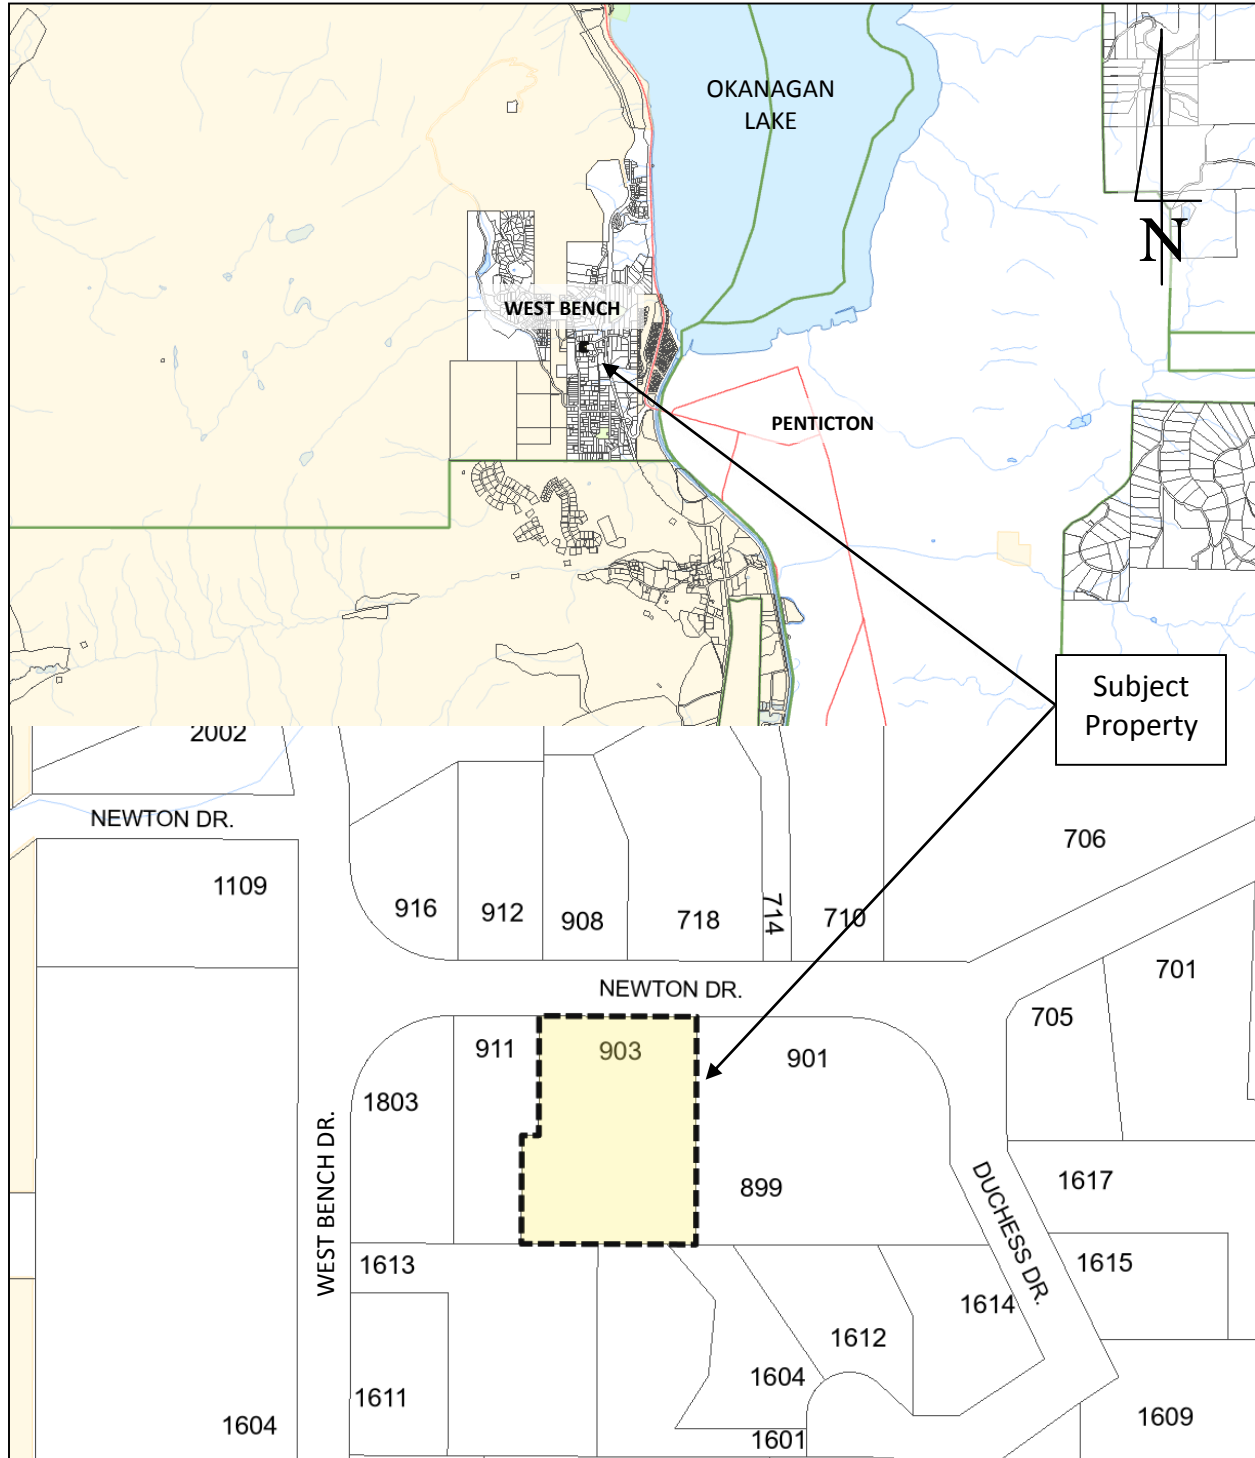 OKANAGAN
LAKE
N
WEST BENCH
PENTICTON
Subject
Property
2002
NEWTON DR.
706
1109
916
912
908
718
714
710
701
NEWTON DR.
705
911
903
901
1803
WEST BENCH DR.
899
DUCHESS DR.
1617
1613
1615
1614
1612
1604
1611
1604
1601
1609